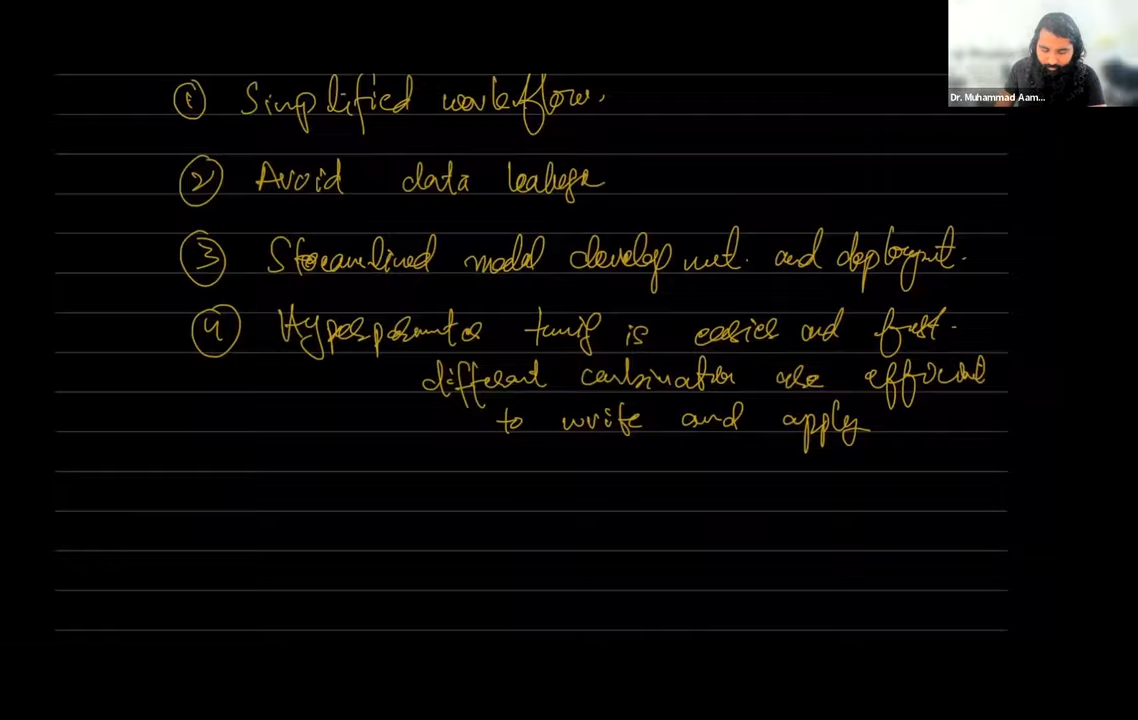 ① Simplified workflow.
② Avoid data leakage
③ Streamlined model development. and deployment.
④ Hyperparameter tuning is easier and fast.
different combination are efficient
to write and apply
Dr. Muhammad Aam...